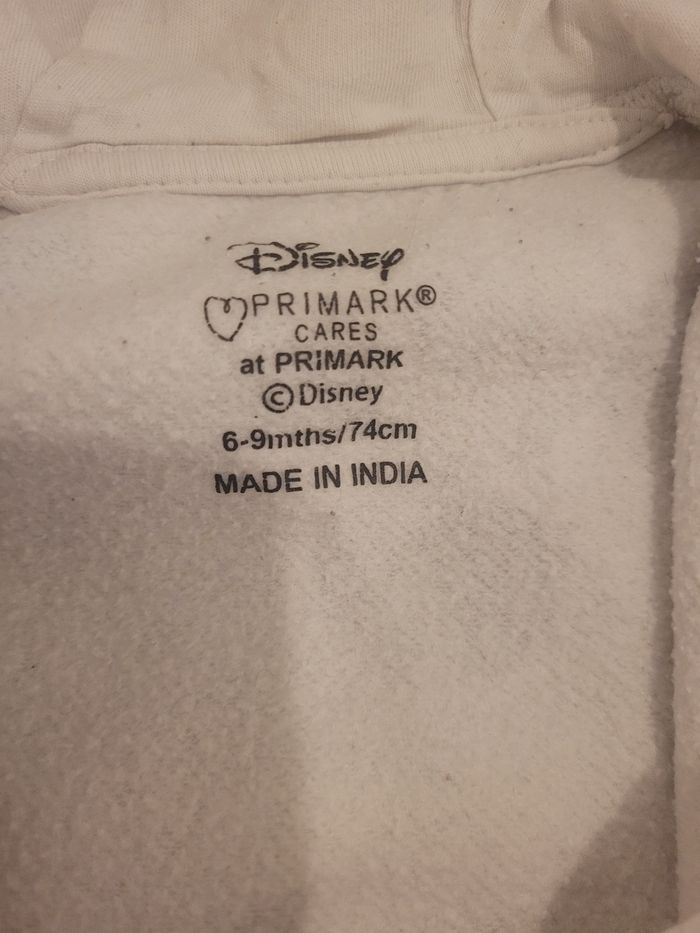 Disney
PRIMARK®
CARES
at PRIMARK
©Disney
6-9mths/74cm
MADE IN INDIA